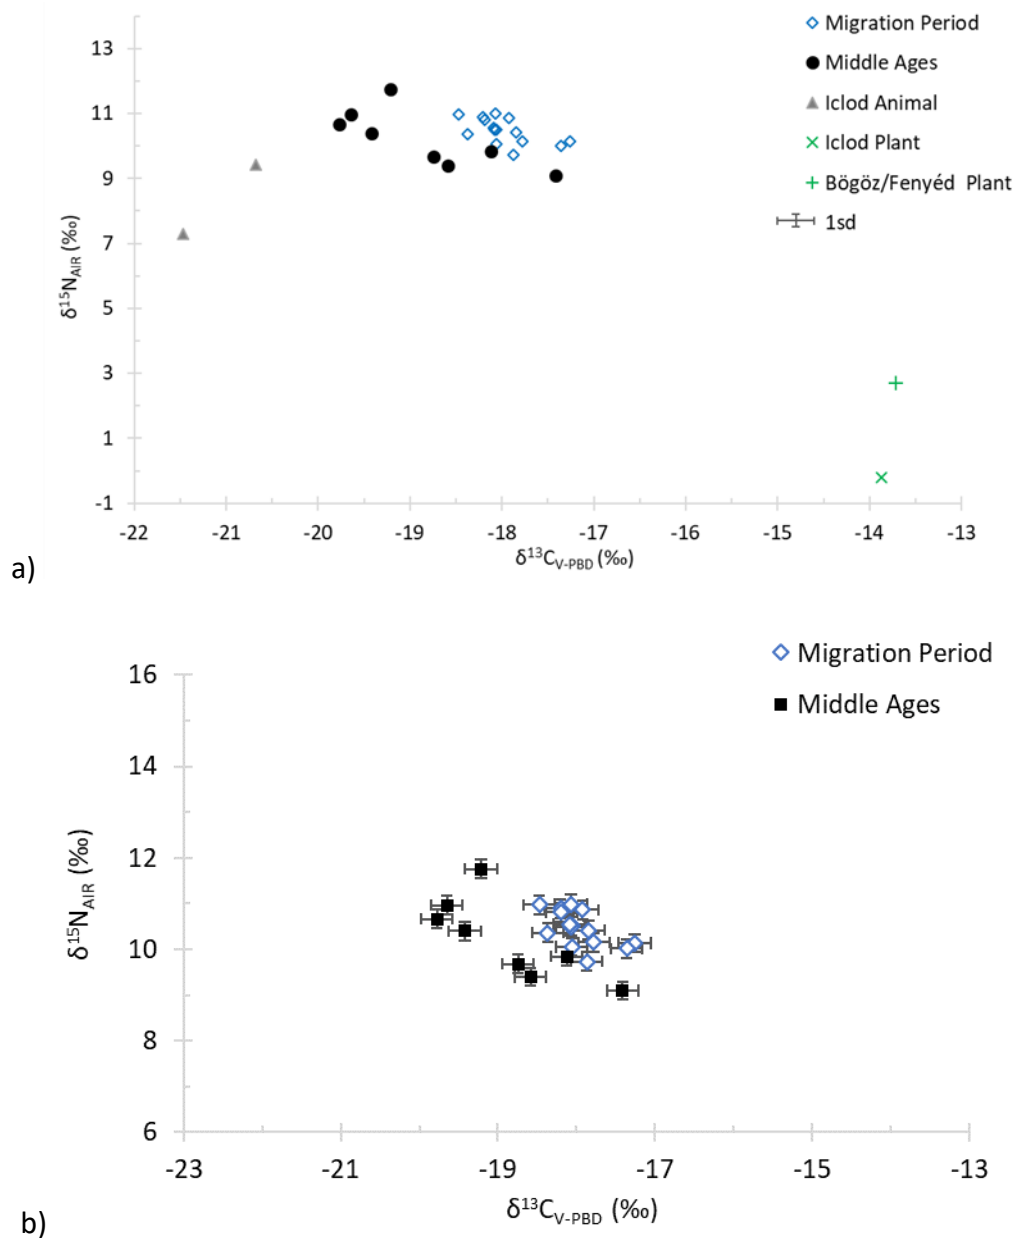 Migration Period
Middle Ages
Iclod Animal
Iclod Plant
Bögöz/Fenyéd Plant
1sd
13
11
9
7
5
3
1
-1
δ15NAIR (‰)
-22 -21 -20 -19 -18 -17 -16 -15 -14 -13
δ13CV-PBD (‰)
a)
Migration Period
Middle Ages
16
14
12
10
8
6
δ15NAIR (‰)
-23 -21 -19 -17 -15 -13
δ13CV-PBD (‰)
b)